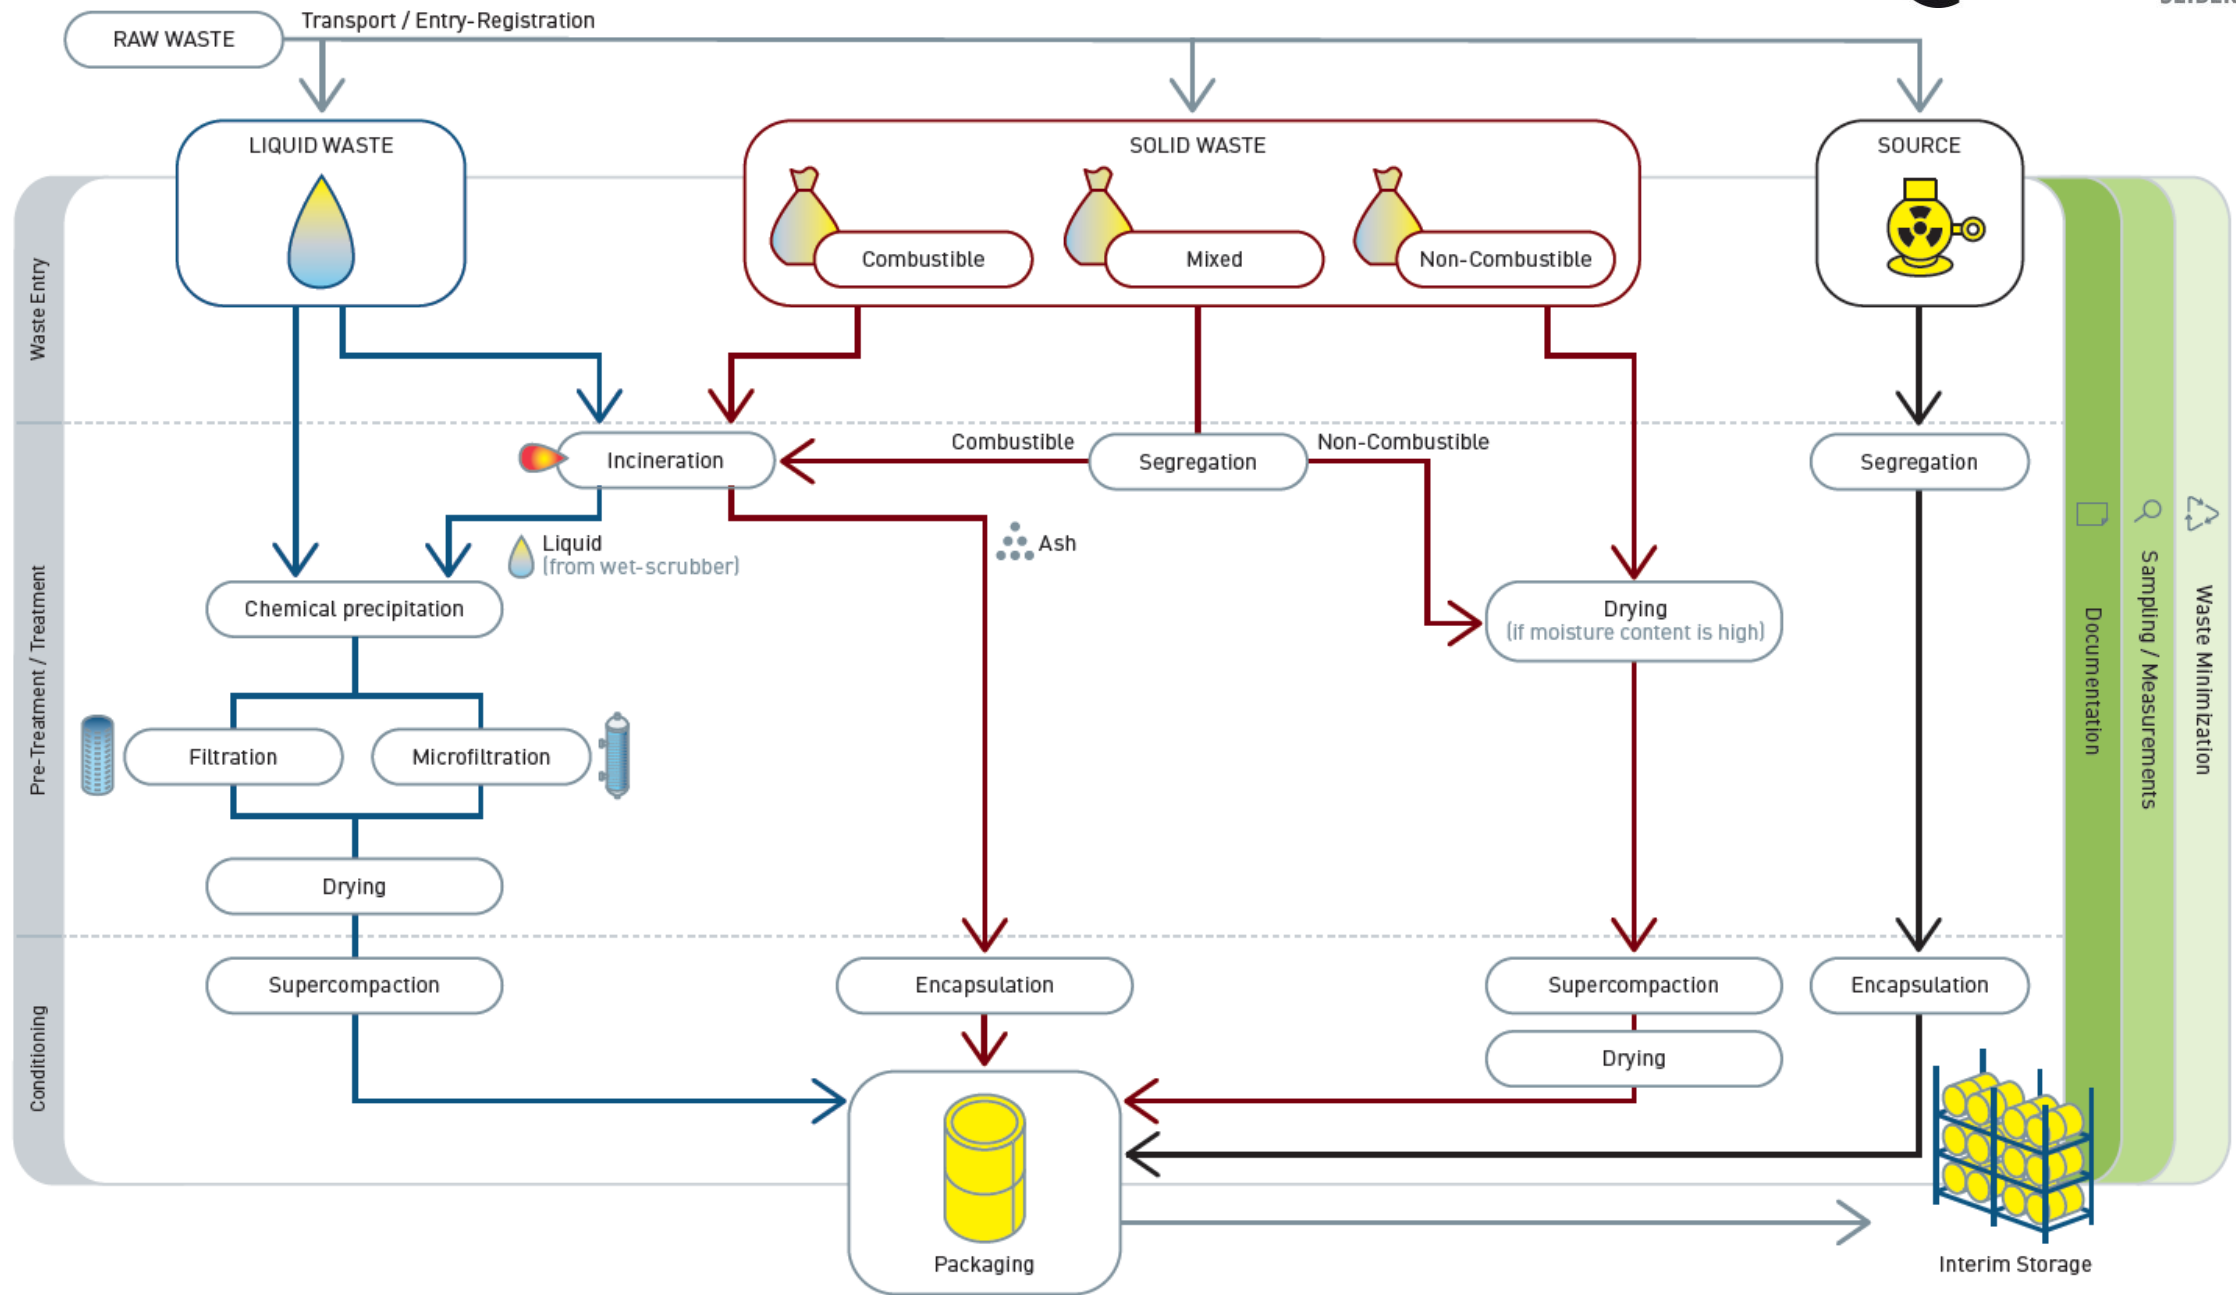 Transport / Entry-Registration
RAW WASTE
LIQUID WASTE
SOLID WASTE
SOURCE
Combustible
Mixed
Non-Combustible
Waste Entry
Incineration
Combustible
Segregation
Non-Combustible
Segregation
Liquid
(from wet-scrubber)
Ash
Chemical precipitation
Drying
(if moisture content is high)
Pre-Treatment / Treatment
Filtration
Microfiltration
Drying
Documentation
Sampling / Measurements
Waste Minimization
Supercompaction
Encapsulation
Supercompaction
Encapsulation
Drying
Conditioning
Packaging
Interim Storage